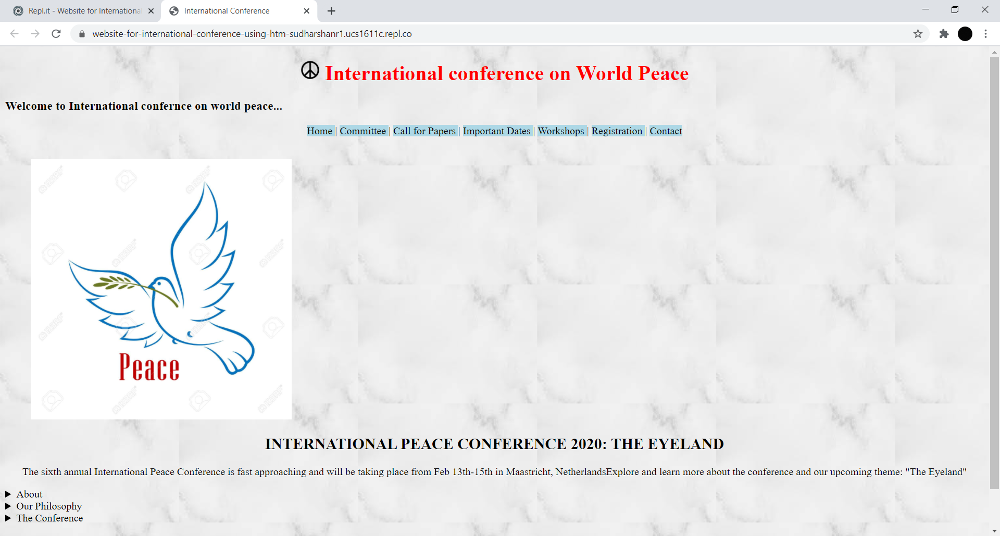 Repl.it - Website for International
International Conference
website-for-international-conference-using-htm-sudharshanr1.ucs1611c.repl.co
International conference on World Peace
Welcome to International confernce on world peace...
Home | Committee | Call for Papers | Important Dates | Workshops | Registration | Contact
Peace
INTERNATIONAL PEACE CONFERENCE 2020: THE EYELAND
The sixth annual International Peace Conference is fast approaching and will be taking place from Feb 13th-15th in Maastricht, NetherlandsExplore and learn more about the conference and our upcoming theme: "The Eyeland"
About
Our Philosophy
The Conference